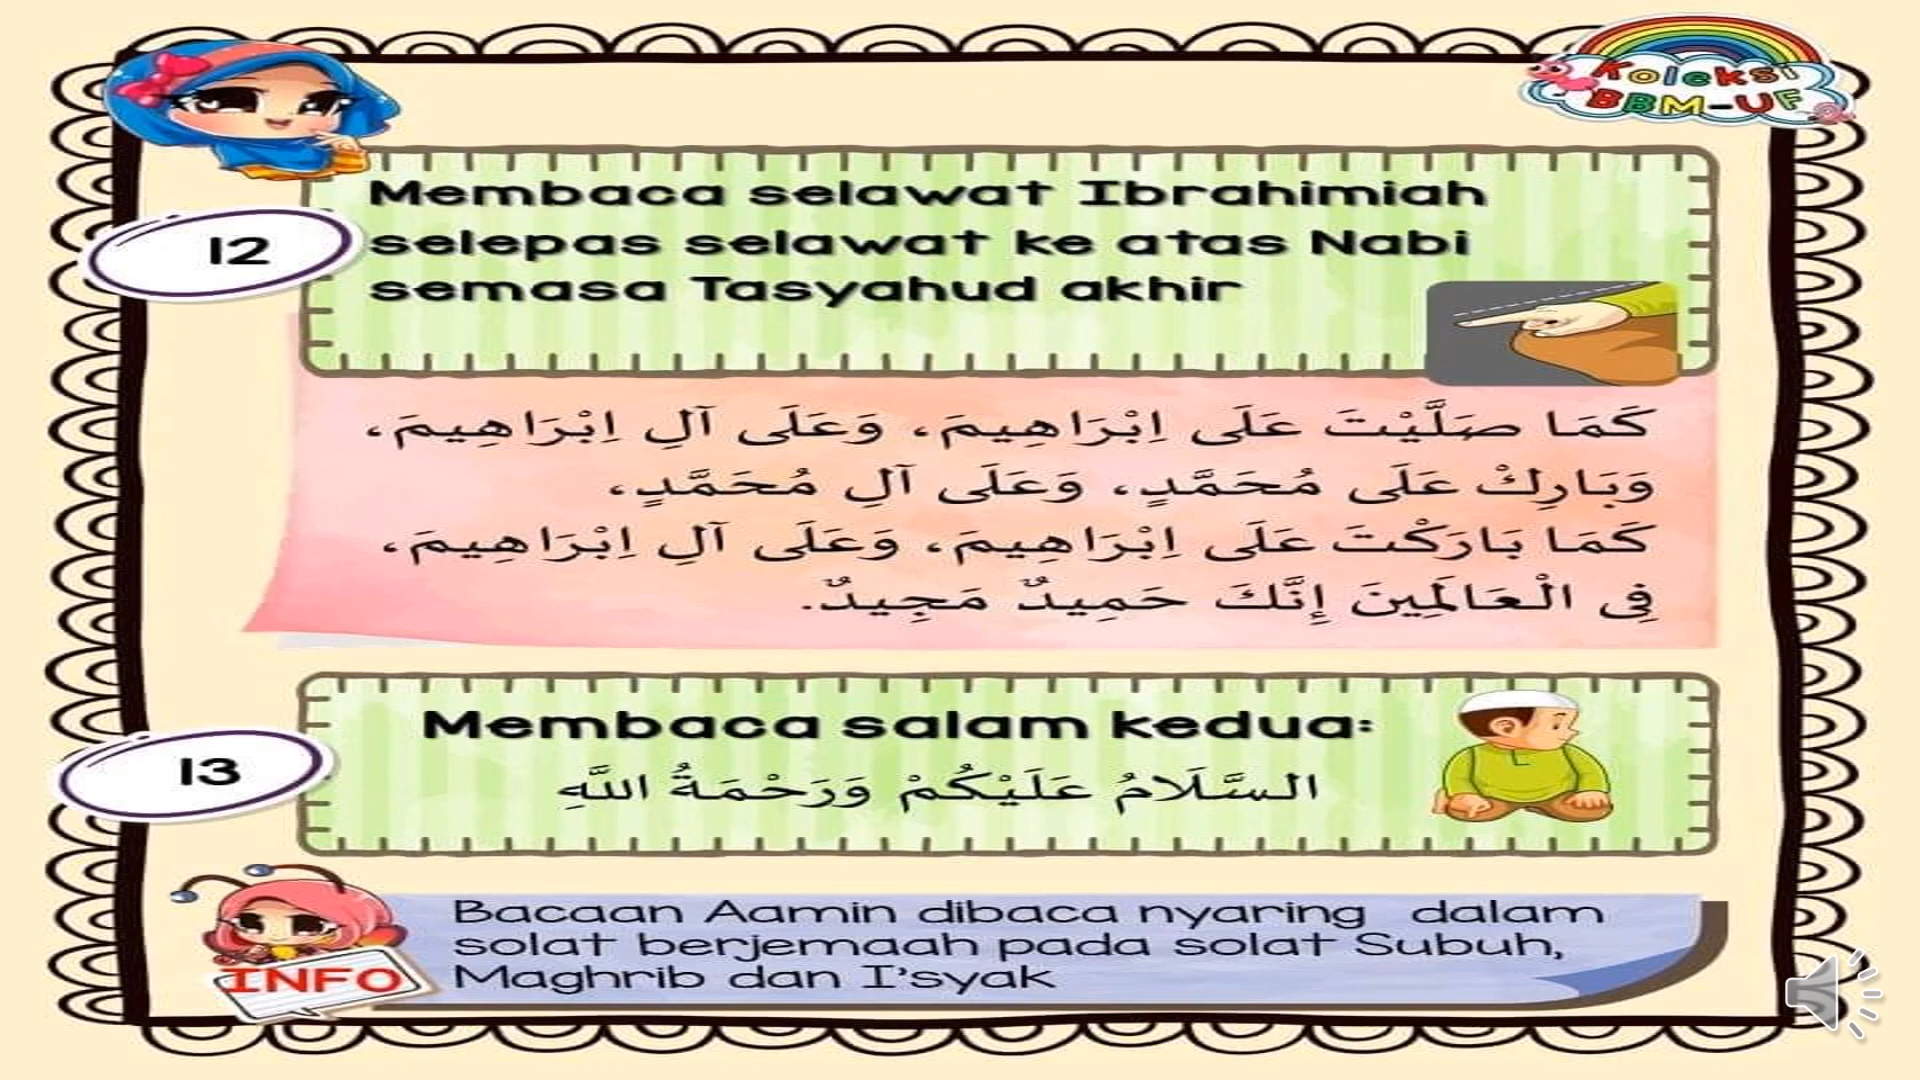 Koleksi
BBM-UF
12
Membaca selawat Ibrahimiah
selepas selawat ke atas Nabi
semasa Tasyahud akhir
كَمَا صَلَّيْتَ عَلَى اِبْرَاهِيمَ، وَعَلَى آلِ اِبْرَاهِيمَ،
وَبَارِكْ عَلَى مُحَمَّدٍ، وَعَلَى آلِ مُحَمَّدٍ،
كَمَا بَارَكْتَ عَلَى اِبْرَاهِيمَ، وَعَلَى آلِ اِبْرَاهِيمَ،
فِى الْعَالَمِينَ إِنَّكَ حَمِيدٌ مَجِيدٌ.
13
Membaca salam kedua:
السَّلَامُ عَلَيْكُمْ وَرَحْمَةُ اللَّهِ
INFO
Bacaan Aamin dibaca nyaring dalam
solat berjemaah pada solat Subuh,
Maghrib dan I'syak